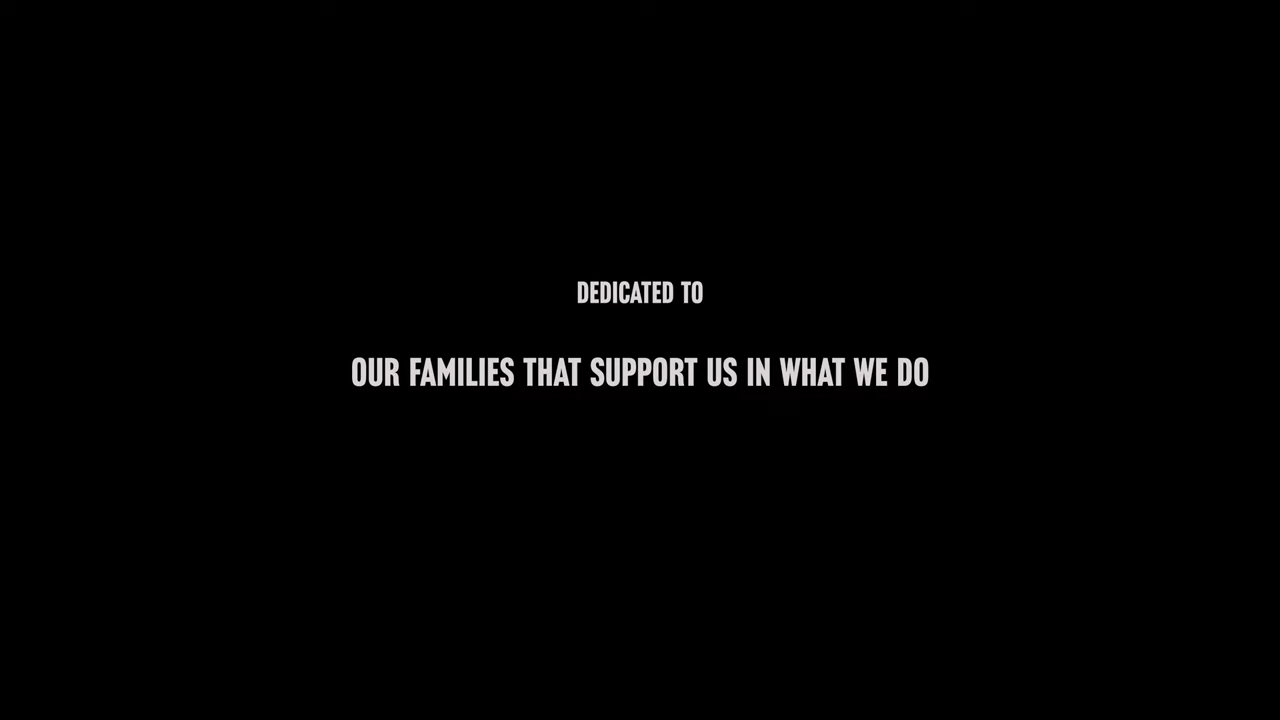 DEDICATED TO
OUR FAMILIES THAT SUPPORT US IN WHAT WE DO